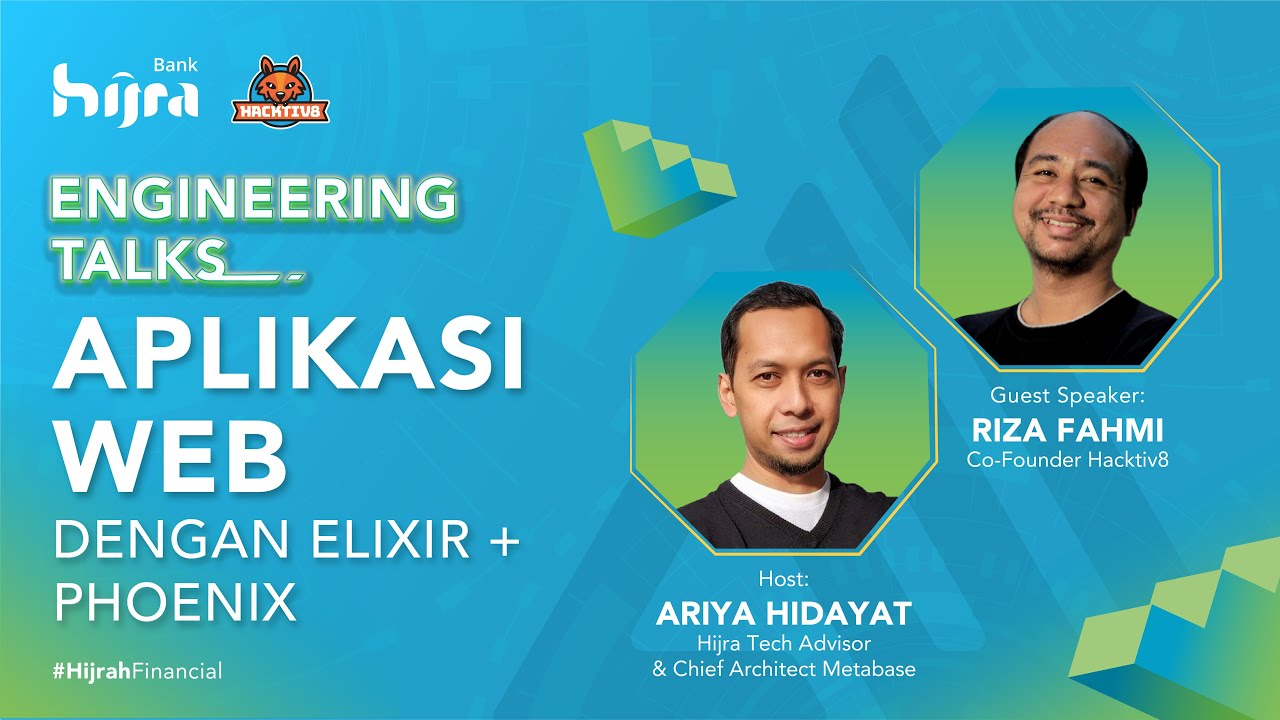 Bank
hijra
HACKTIV8
ENGINEERING
TALKS
APLIKASI
WEB
DENGAN ELIXIR +
PHOENIX
#HijrahFinancial
Guest Speaker:
RIZA FAHMI
Co-Founder Hacktiv8
Host:
ARIYA HIDAYAT
Hijra Tech Advisor
& Chief Architect Metabase